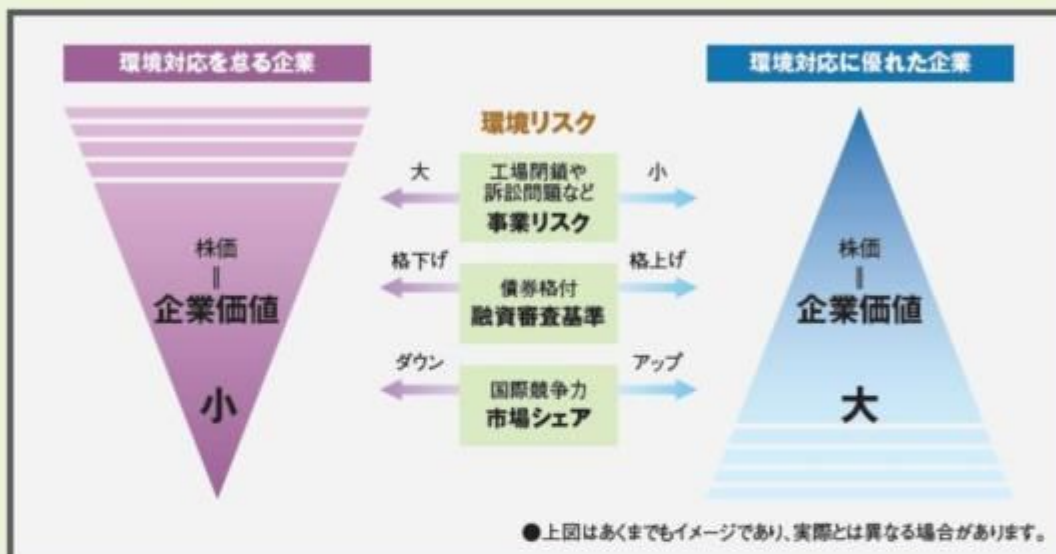 環境対応を怠る企業
環境対応に優れた企業
環境リスク
大
工場閉鎖や
訴訟問題など
事業リスク
小
株価
||
企業価値
小
格下げ
債券格付
融資審査基準
格上げ
ダウン
国際競争力
市場シェア
アップ
株価
||
企業価値
大
●上図はあくまでもイメージであり、実際とは異なる場合があります。